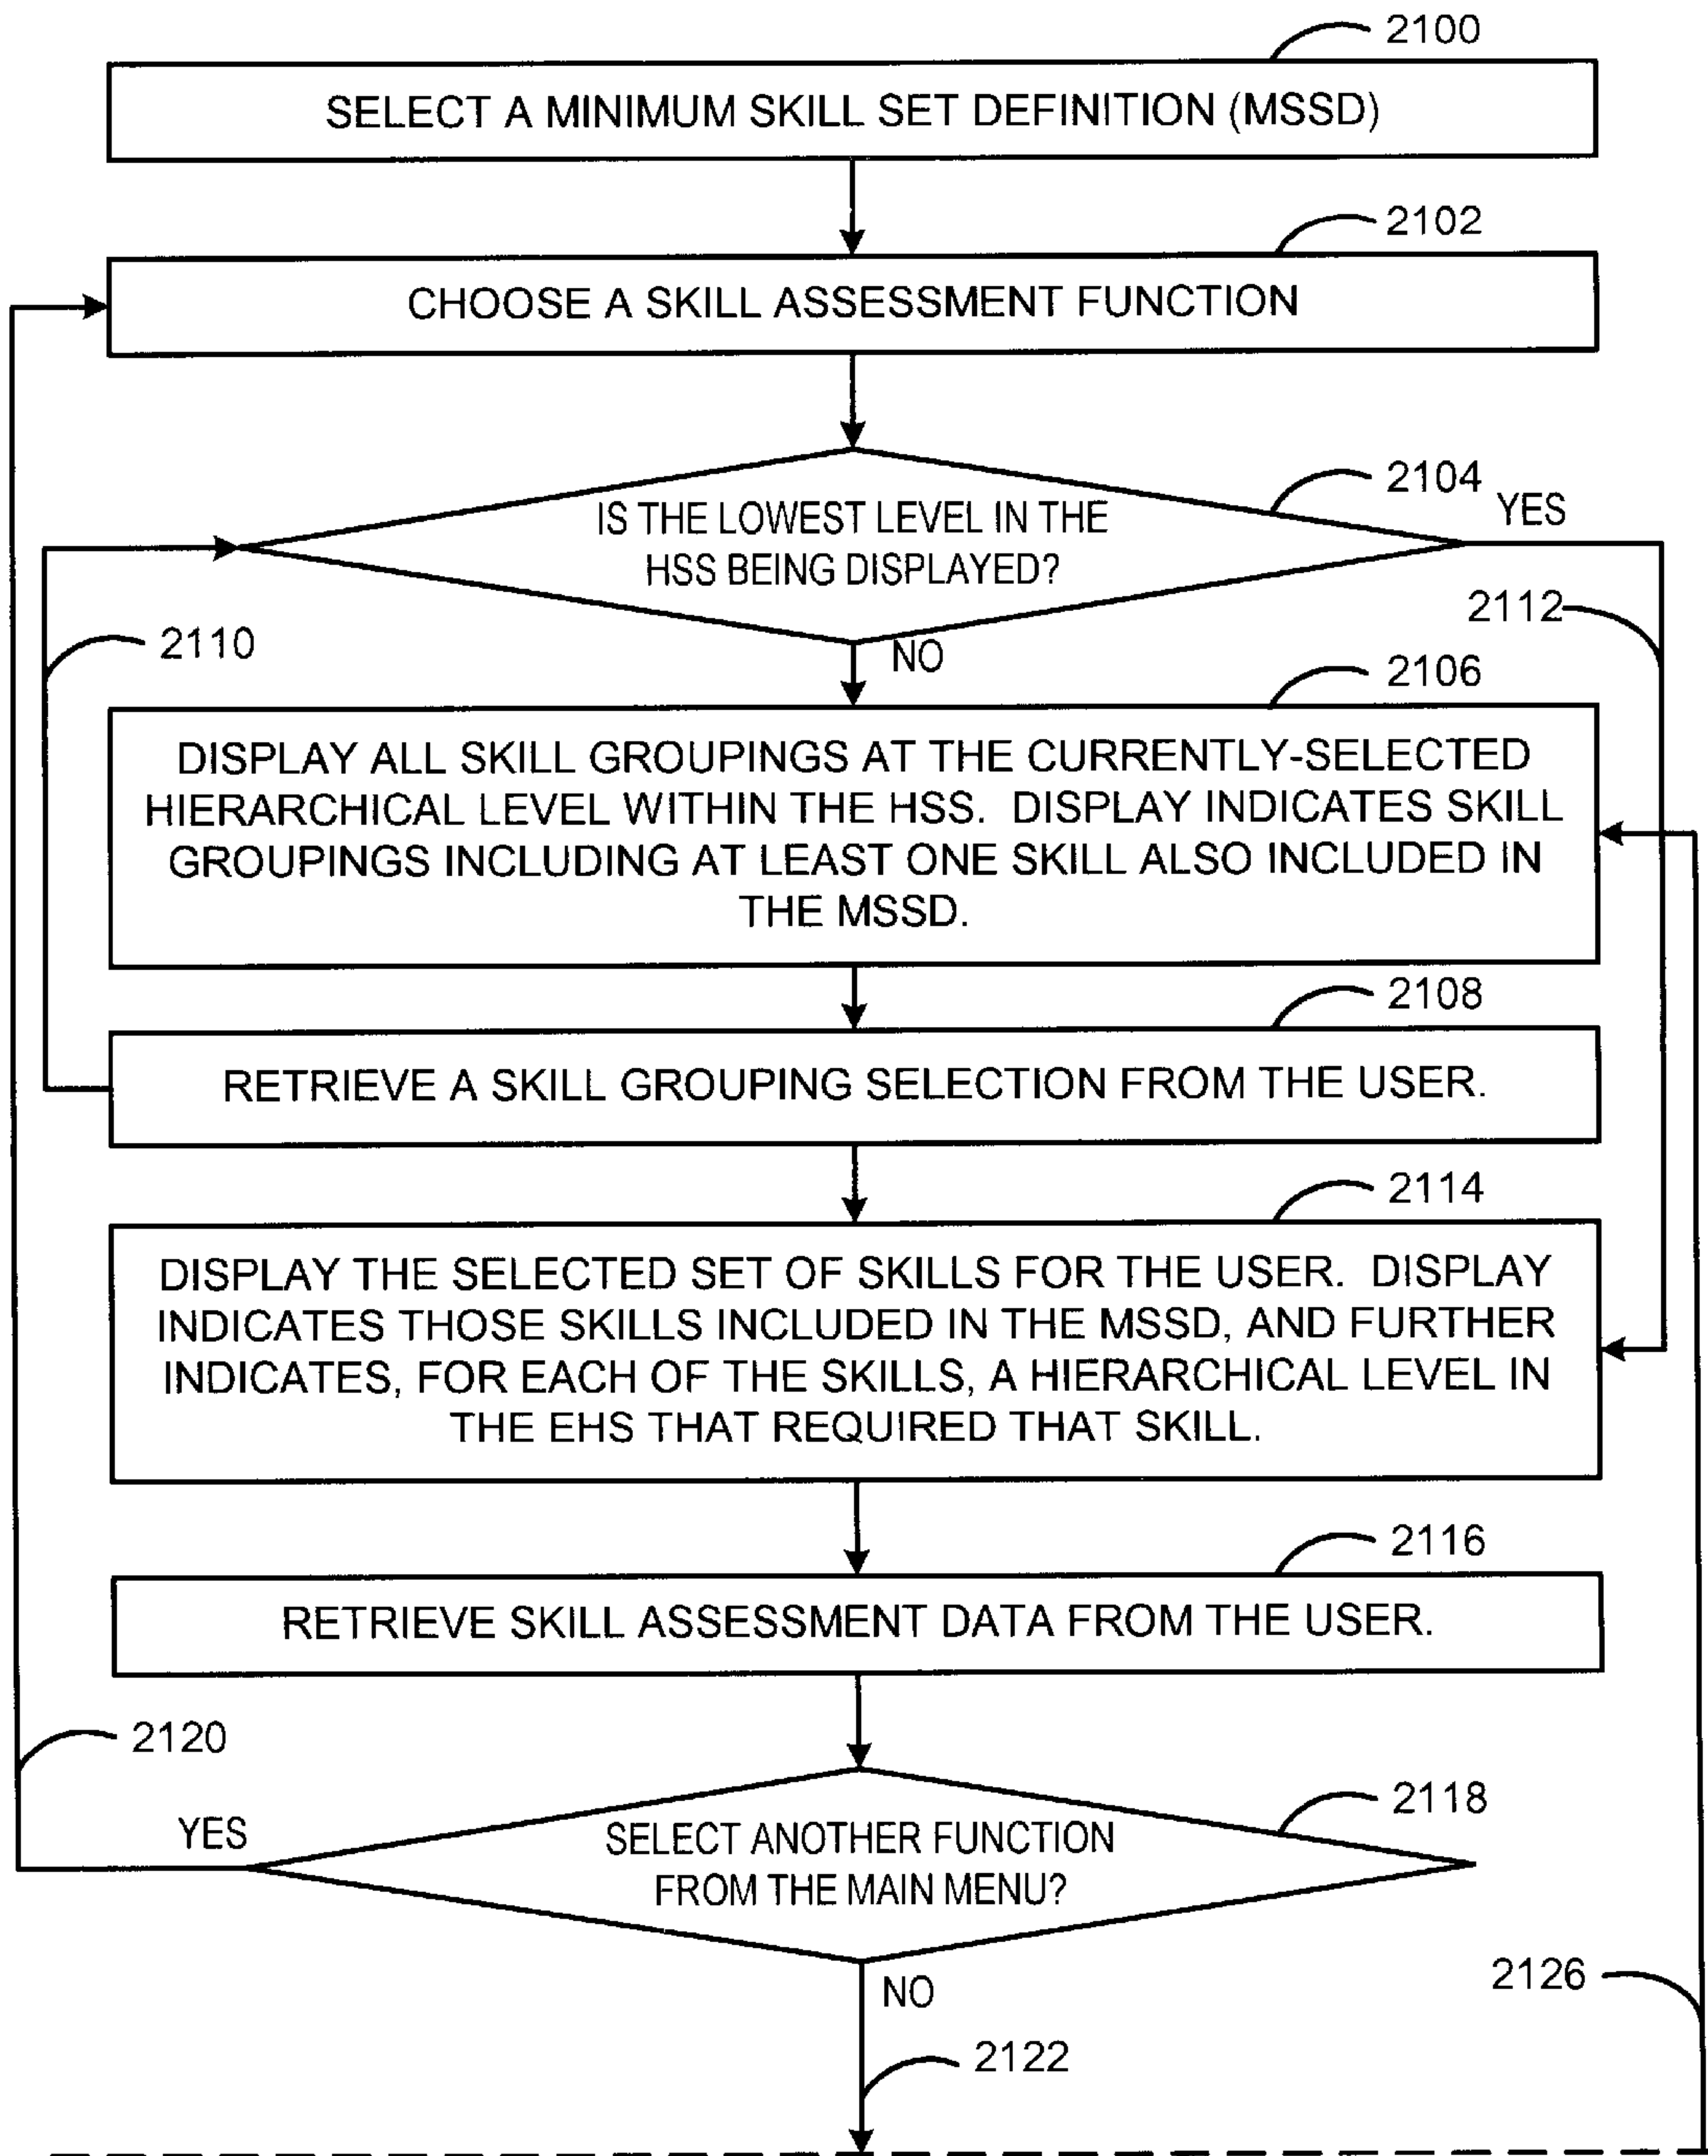 2100
SELECT A MINIMUM SKILL SET DEFINITION (MSSD)
2102
CHOOSE A SKILL ASSESSMENT FUNCTION
2104
YES
IS THE LOWEST LEVEL IN THE
HSS BEING DISPLAYED?
2112
2110
NO
2106
DISPLAY ALL SKILL GROUPINGS AT THE CURRENTLY-SELECTED
HIERARCHICAL LEVEL WITHIN THE HSS. DISPLAY INDICATES SKILL
GROUPINGS INCLUDING AT LEAST ONE SKILL ALSO INCLUDED IN
THE MSSD.
2108
RETRIEVE A SKILL GROUPING SELECTION FROM THE USER.
2114
DISPLAY THE SELECTED SET OF SKILLS FOR THE USER. DISPLAY
INDICATES THOSE SKILLS INCLUDED IN THE MSSD, AND FURTHER
INDICATES, FOR EACH OF THE SKILLS, A HIERARCHICAL LEVEL IN
THE EHS THAT REQUIRED THAT SKILL.
2116
RETRIEVE SKILL ASSESSMENT DATA FROM THE USER.
2120
2118
YES
SELECT ANOTHER FUNCTION
FROM THE MAIN MENU?
2126
NO
2122